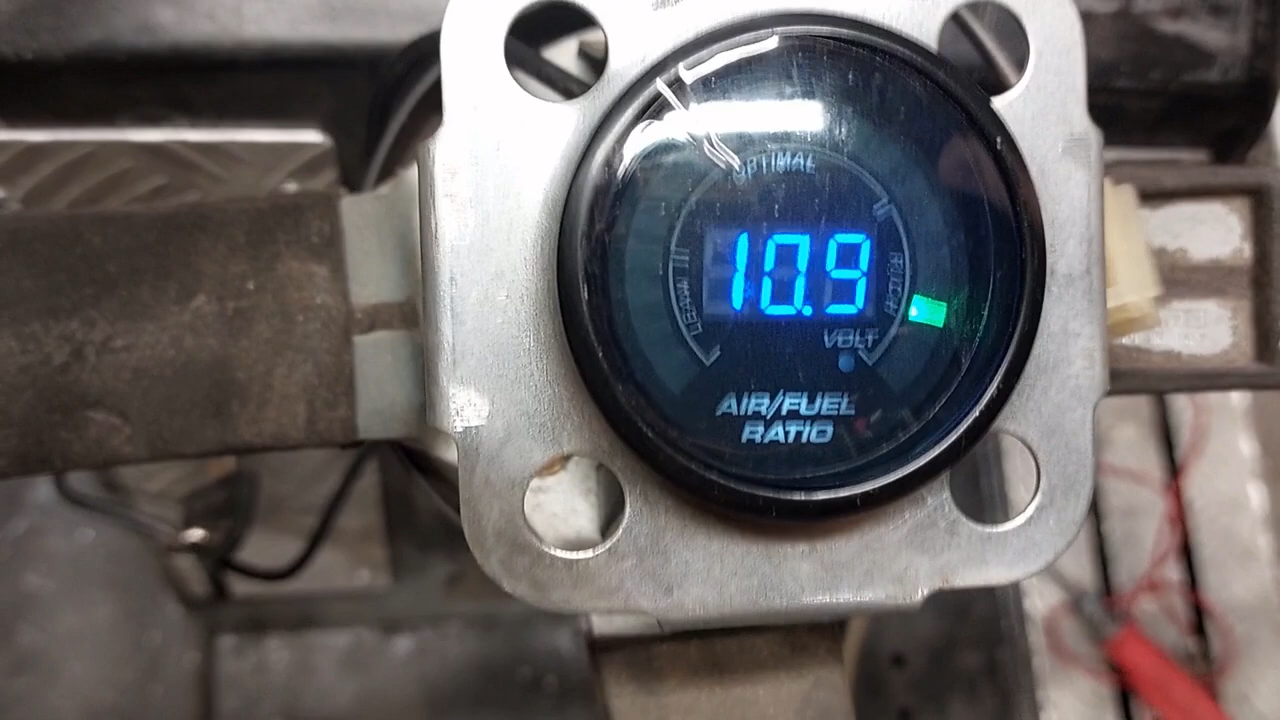 OPTIMAL
LEAN
10.9
RICH
VOLT
AIR/FUEL
RATIO